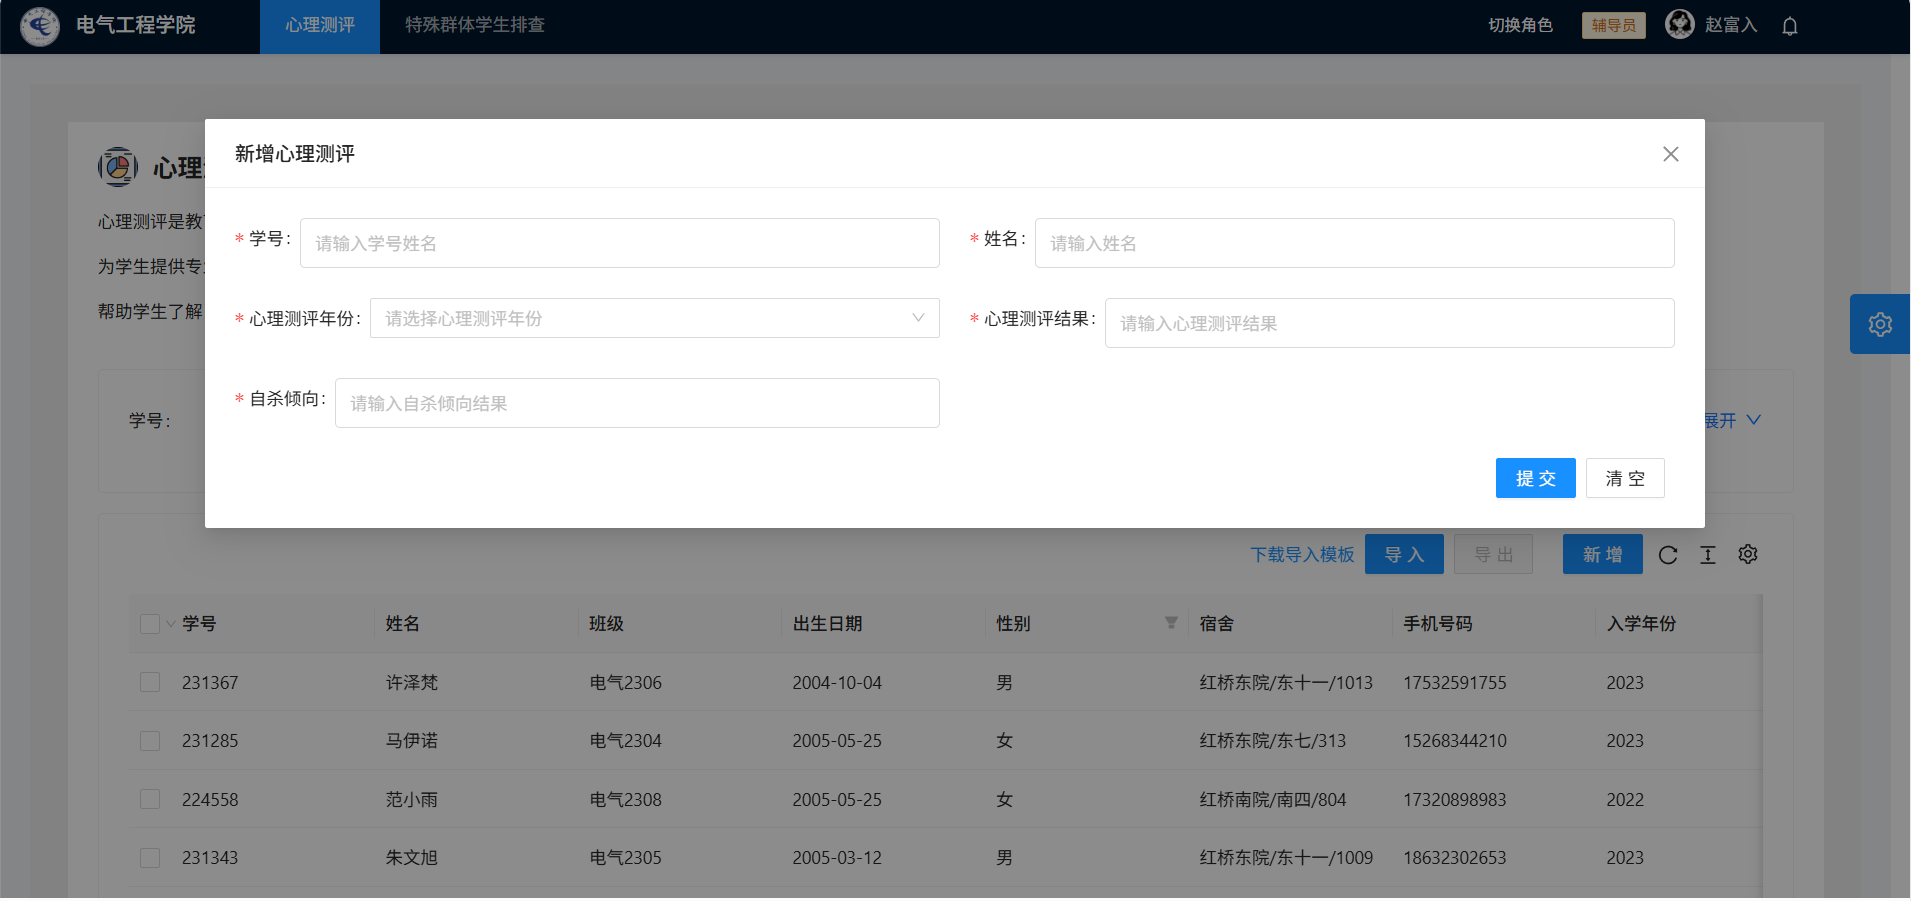 电气工程学院 心理测评 特殊群体学生排查 切换角色 辅导员 赵富入
新增心理测评
心理
心理测评是教
为学生提供专
帮助学生了解
* 学号: 请输入学号姓名 * 姓名: 请输入姓名
* 心理测评年份: 请选择心理测评年份 * 心理测评结果: 请输入心理测评结果
* 自杀倾向: 请输入自杀倾向结果
学号: 展开
提交 清空
下载导入模板 导入 导出 新增
学号 姓名 班级 出生日期 性别 宿舍 手机号码 入学年份
231367 许泽梵 电气2306 2004-10-04 男 红桥东院/东十一/1013 17532591755 2023
231285 马伊诺 电气2304 2005-05-25 女 红桥东院/东七/313 15268344210 2023
224558 范小雨 电气2308 2005-05-25 女 红桥南院/南四/804 17320898983 2022
231343 朱文旭 电气2305 2005-03-12 男 红桥东院/东十一/1009 18632302653 2023